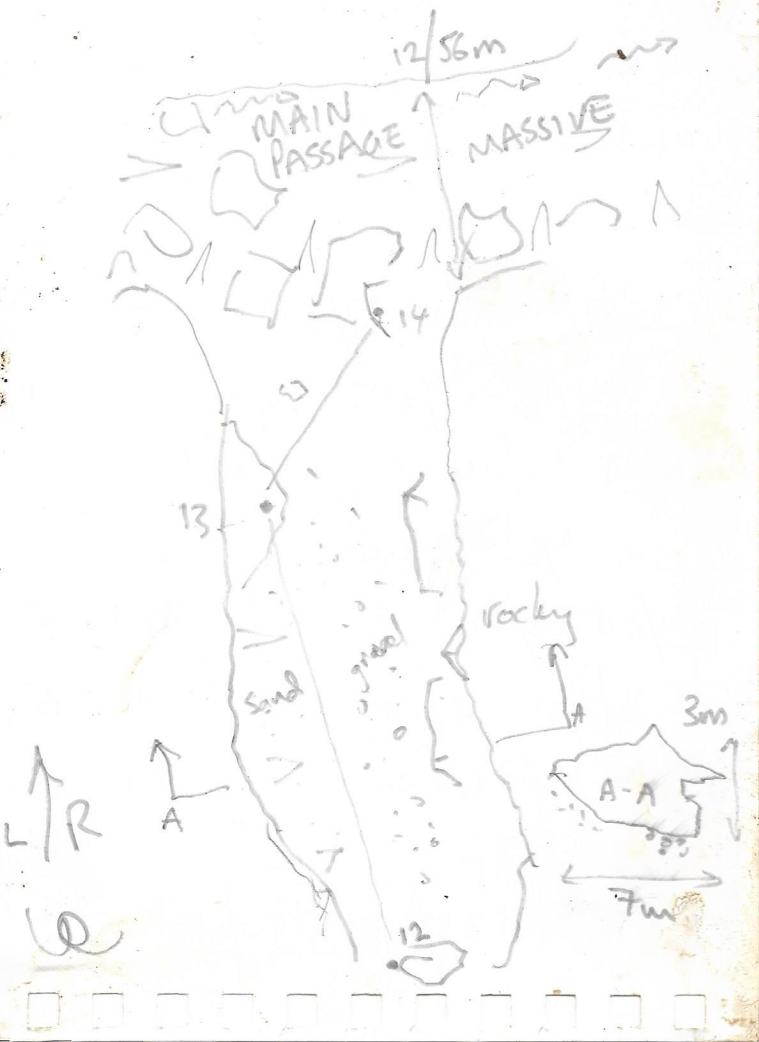 12/56m
MAIN
PASSAGE
MASSIVE
14
13
rocky
gravel
sand
A
3m
A-A
A
L R
7m
12